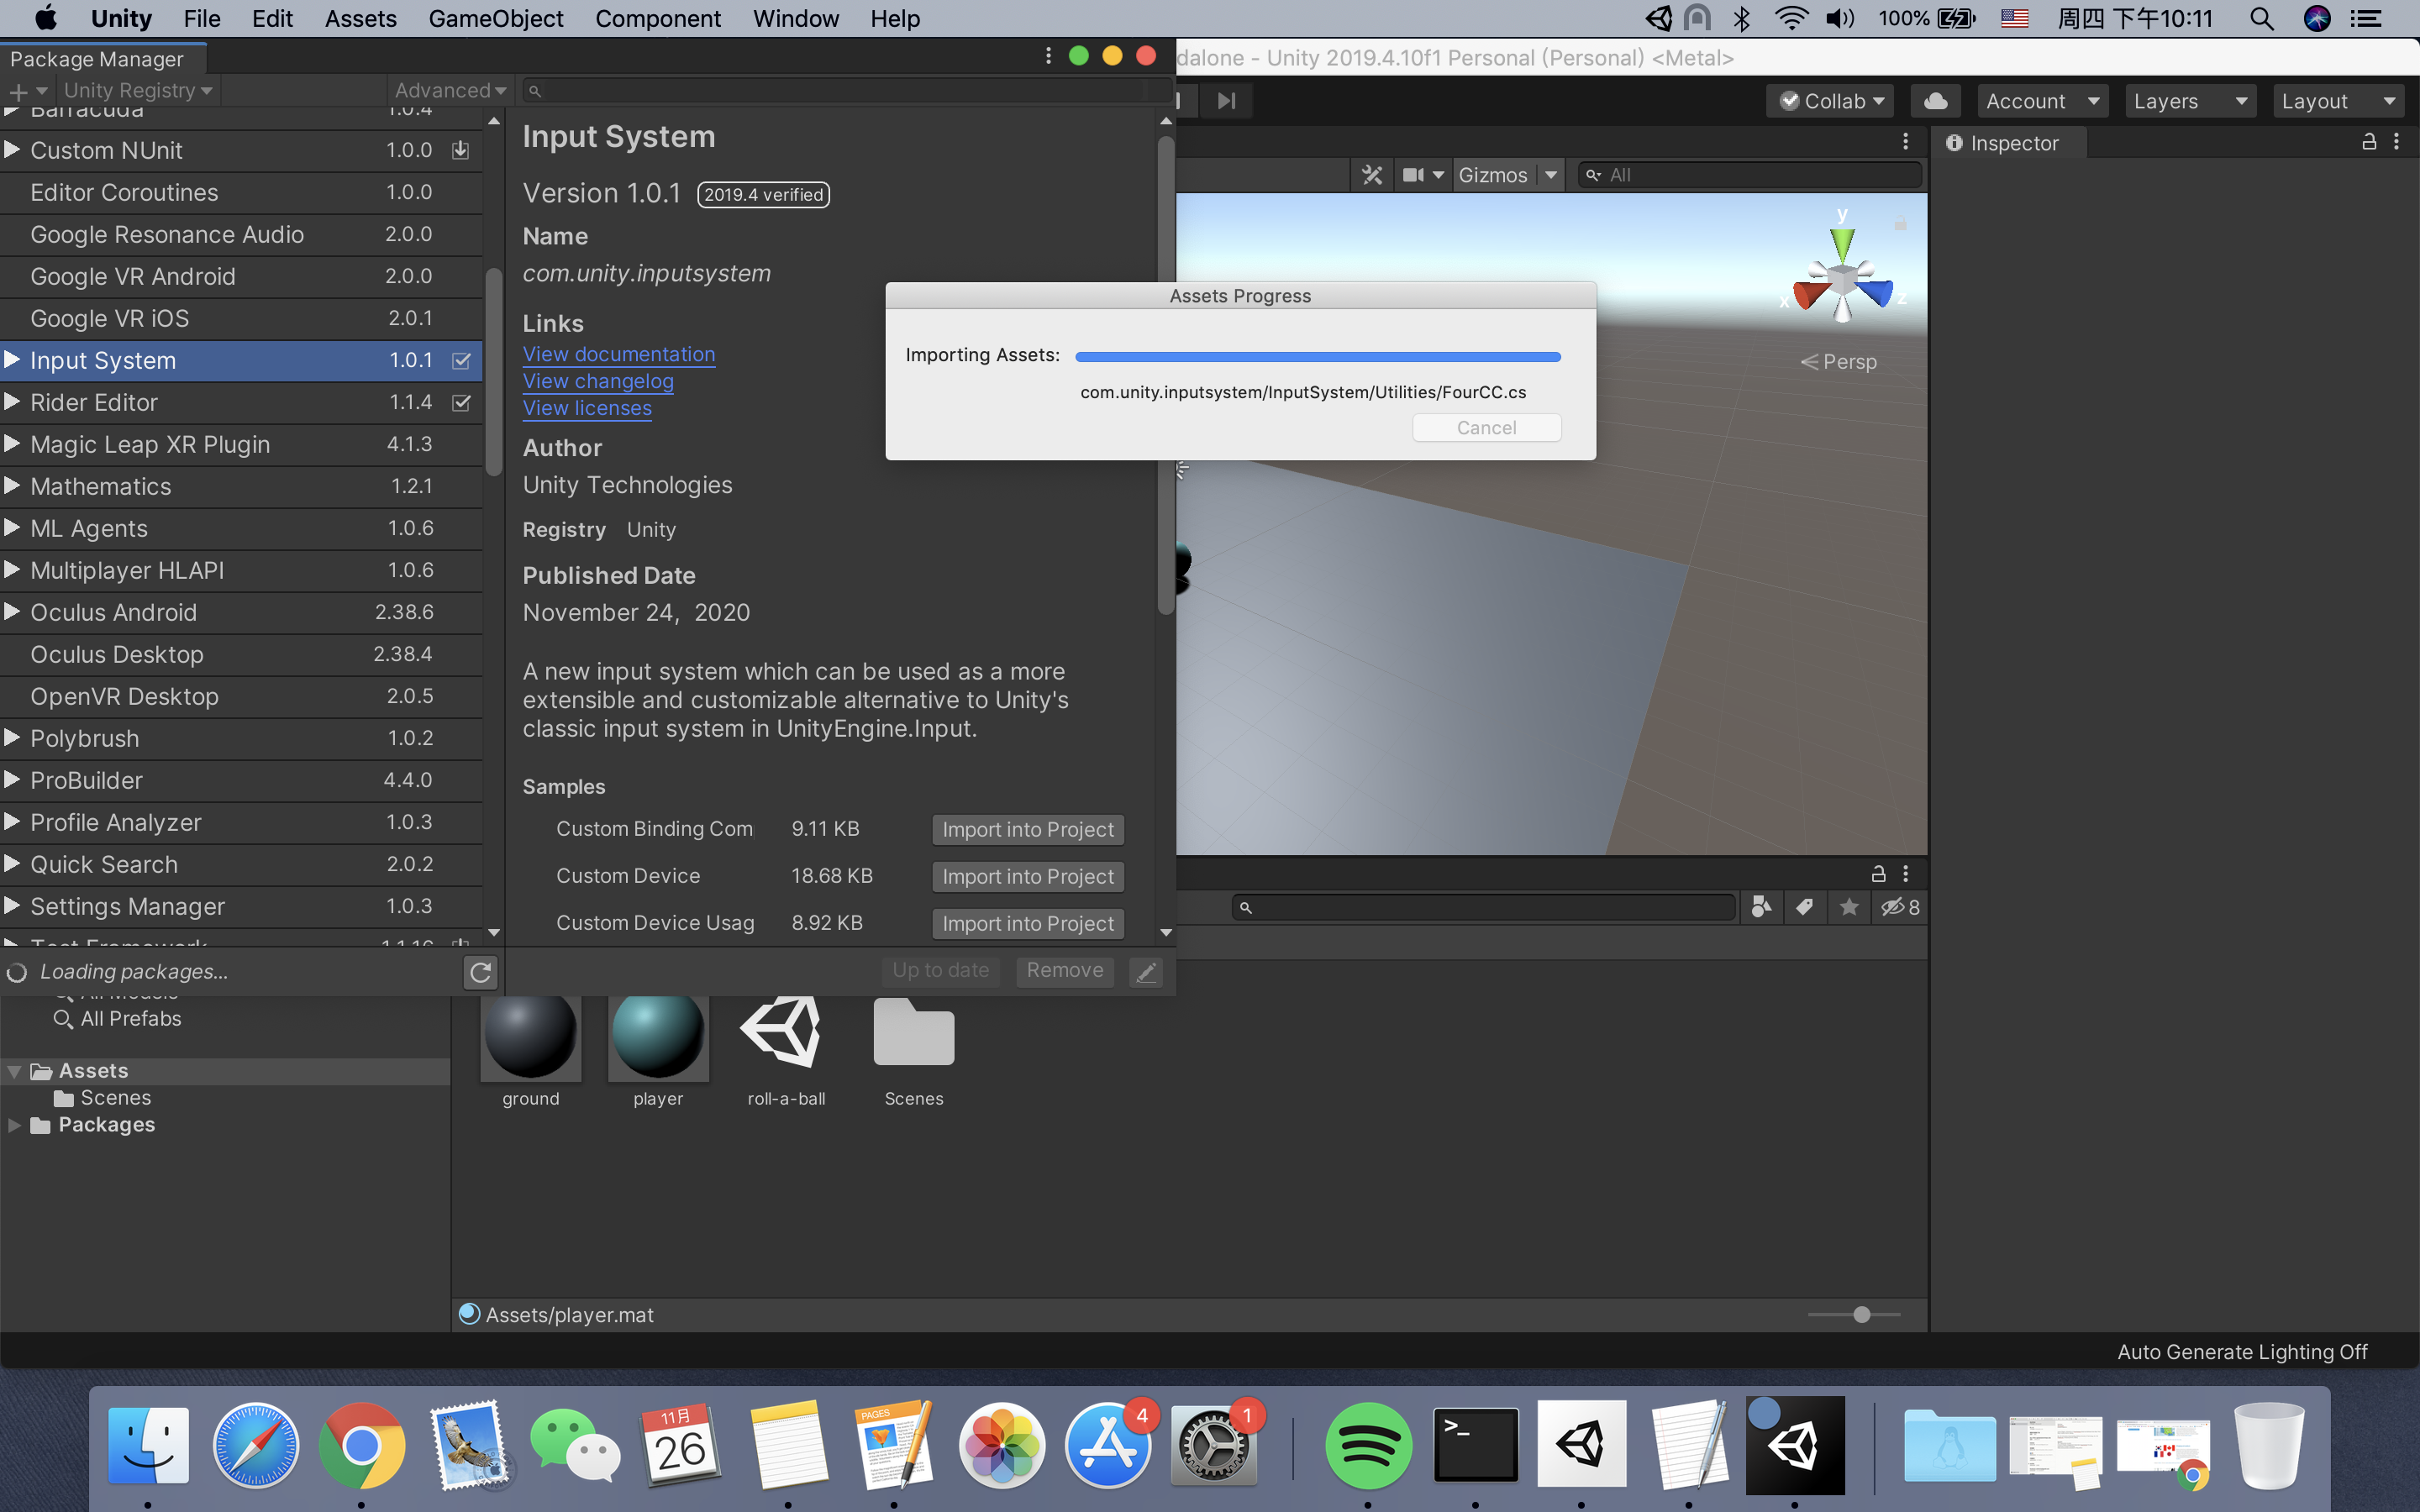 Unity File Edit Assets GameObject Component Window Help 100% 周四 下午10:11
Package Manager
dalone - Unity 2019.4.10f1 Personal (Personal) <Metal>
Unity Registry Advanced
Collab Account Layers Layout
Barracuda 1.0.4
Custom NUnit 1.0.0
Editor Coroutines 1.0.0
Google Resonance Audio 2.0.0
Google VR Android 2.0.0
Google VR iOS 2.0.1
Input System 1.0.1
Rider Editor 1.1.4
Magic Leap XR Plugin 4.1.3
Mathematics 1.2.1
ML Agents 1.0.6
Multiplayer HLAPI 1.0.6
Oculus Android 2.38.6
Oculus Desktop 2.38.4
OpenVR Desktop 2.0.5
Polybrush 1.0.2
ProBuilder 4.4.0
Profile Analyzer 1.0.3
Quick Search 2.0.2
Settings Manager 1.0.3
Test Framework 1.1.16
Loading packages...
Input System
Version 1.0.1 2019.4 verified
Name
com.unity.inputsystem
Links
View documentation
View changelog
View licenses
Author
Unity Technologies
Registry Unity
Published Date
November 24, 2020
A new input system which can be used as a more
extensible and customizable alternative to Unity's
classic input system in UnityEngine.Input.
Samples
Custom Binding Com 9.11 KB Import into Project
Custom Device 18.68 KB Import into Project
Custom Device Usag 8.92 KB Import into Project
Up to date Remove
Assets Progress
Importing Assets:
com.unity.inputsystem/InputSystem/Utilities/FourCC.cs
Cancel
Gizmos All
y
x z
Persp
Inspector
8
All Models
All Prefabs
Assets
Scenes
Packages
ground player roll-a-ball Scenes
Assets/player.mat
Auto Generate Lighting Off
11月
26
PAGES
4
1
>_